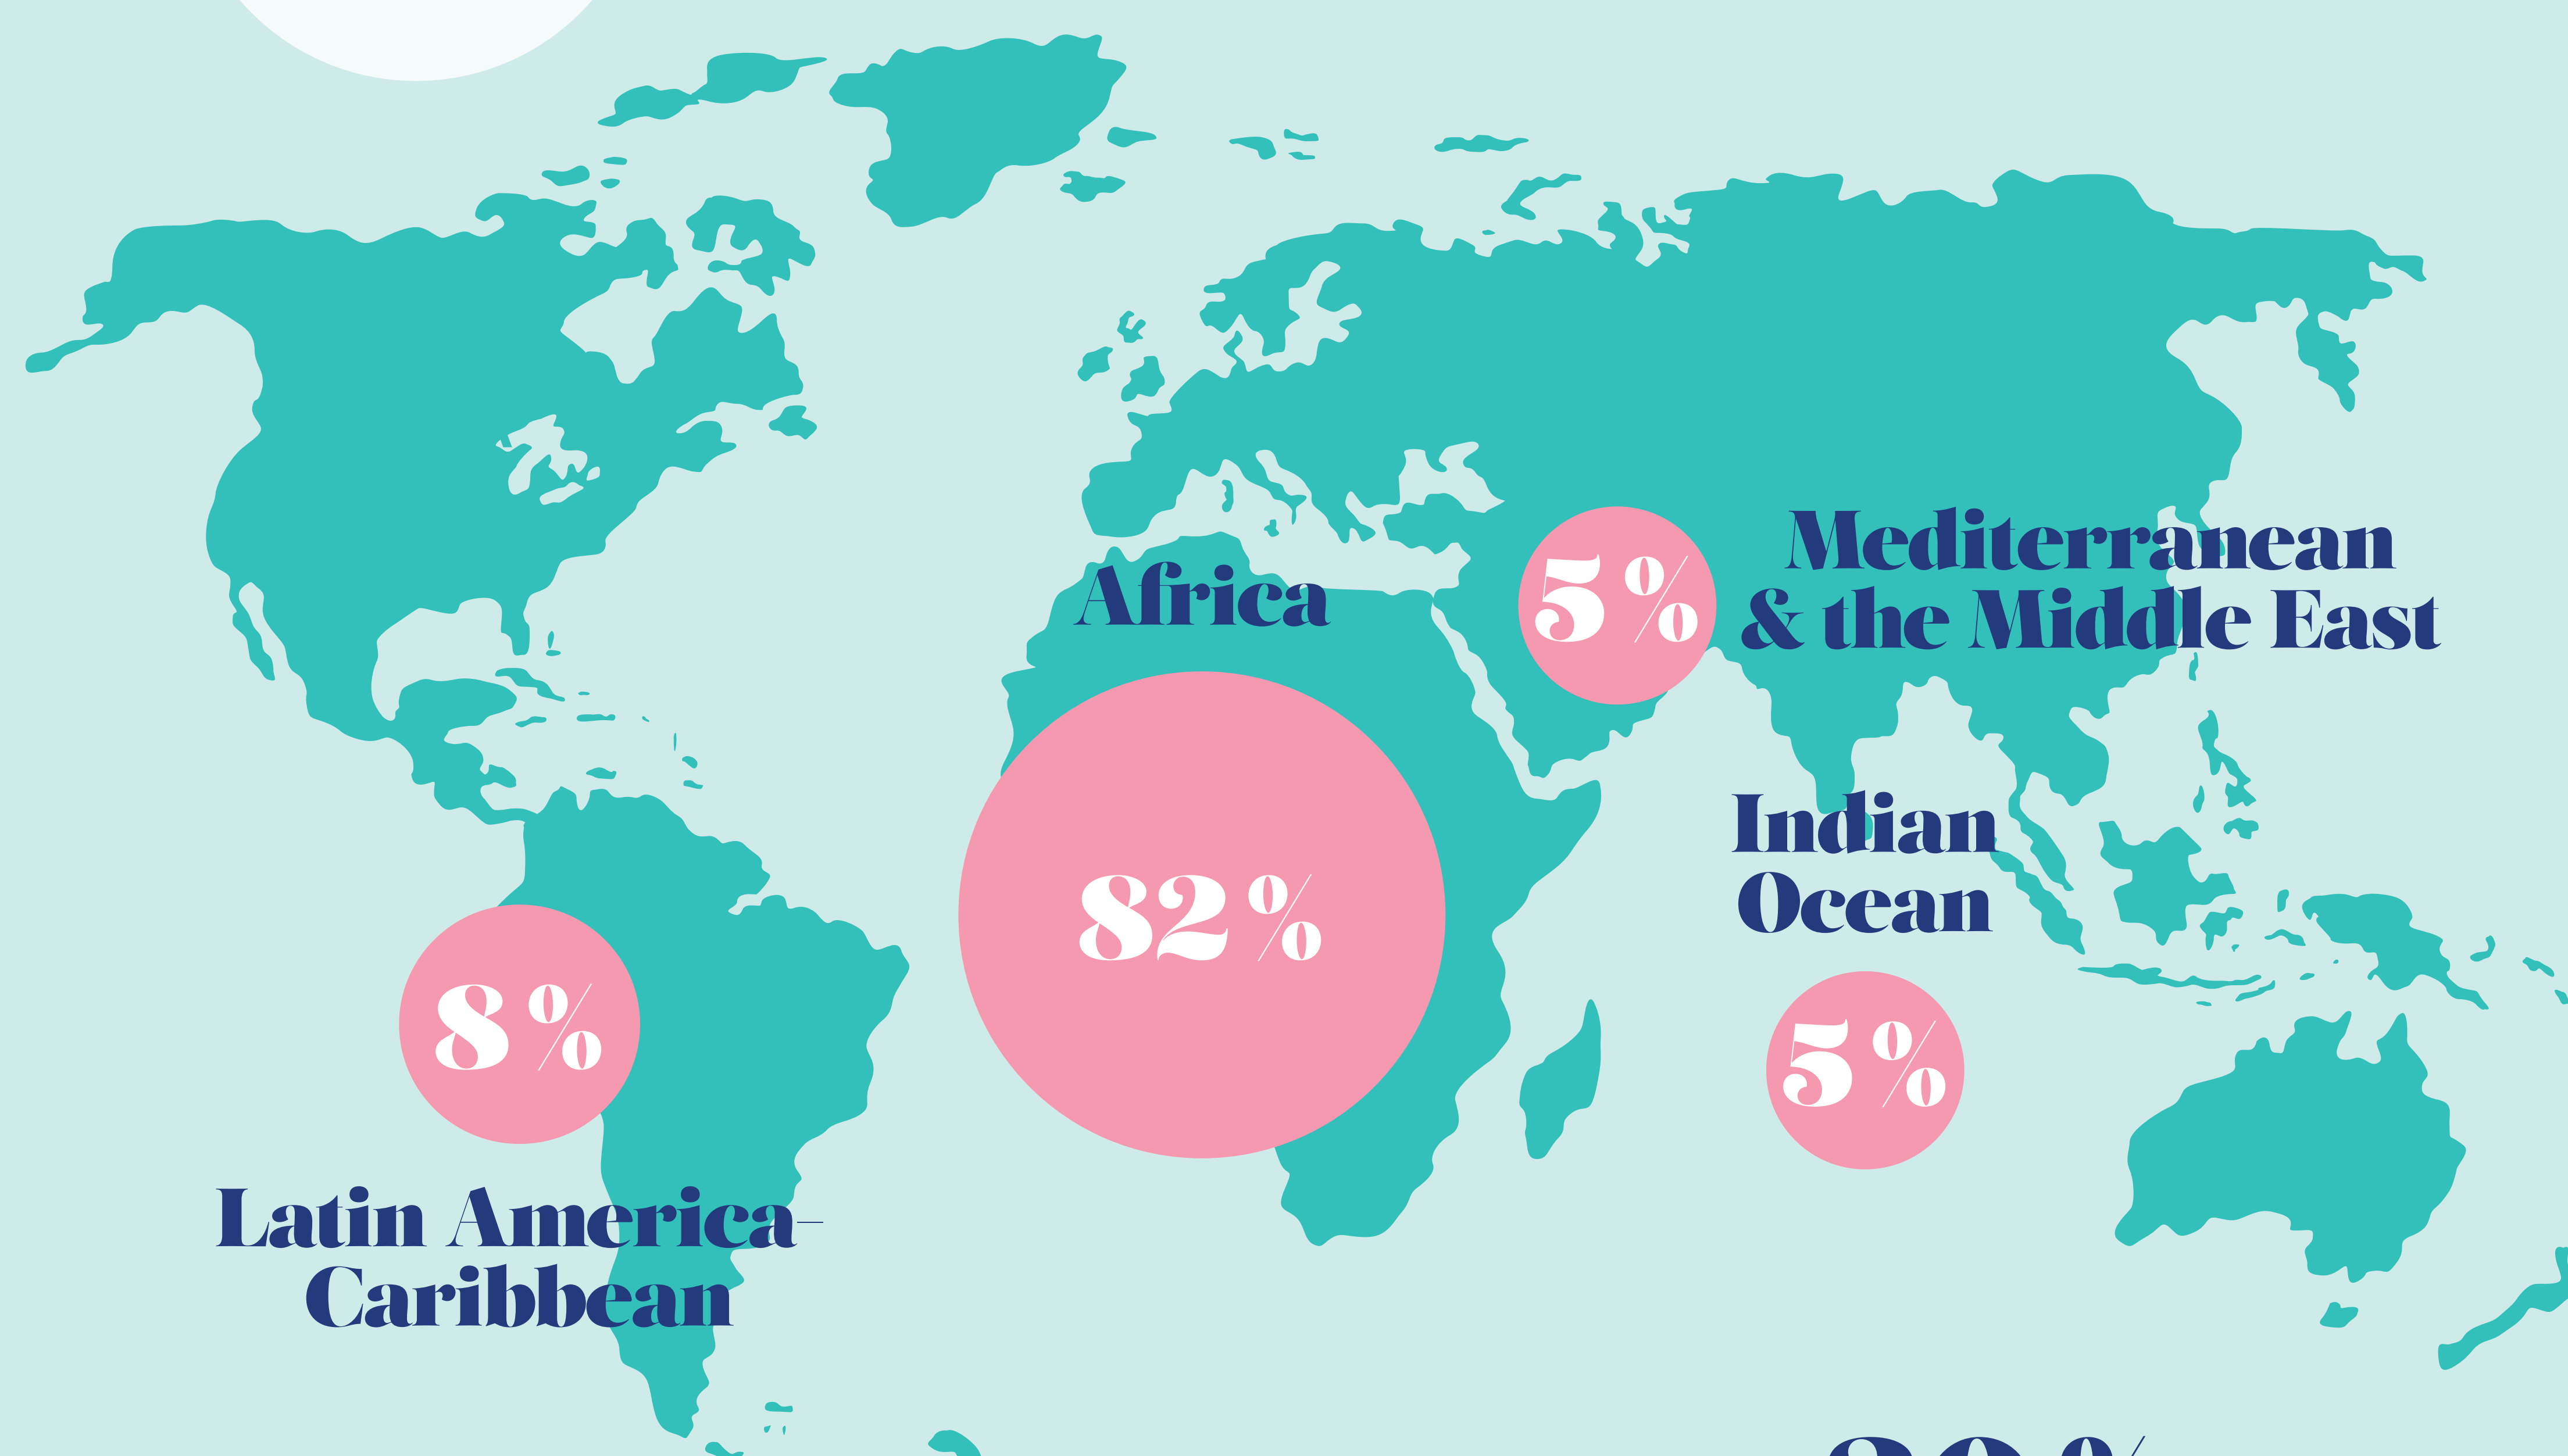 Mediterranean
& the Middle East
5%
Africa
82%
Indian
Ocean
5%
8%
Latin America-
Caribbean